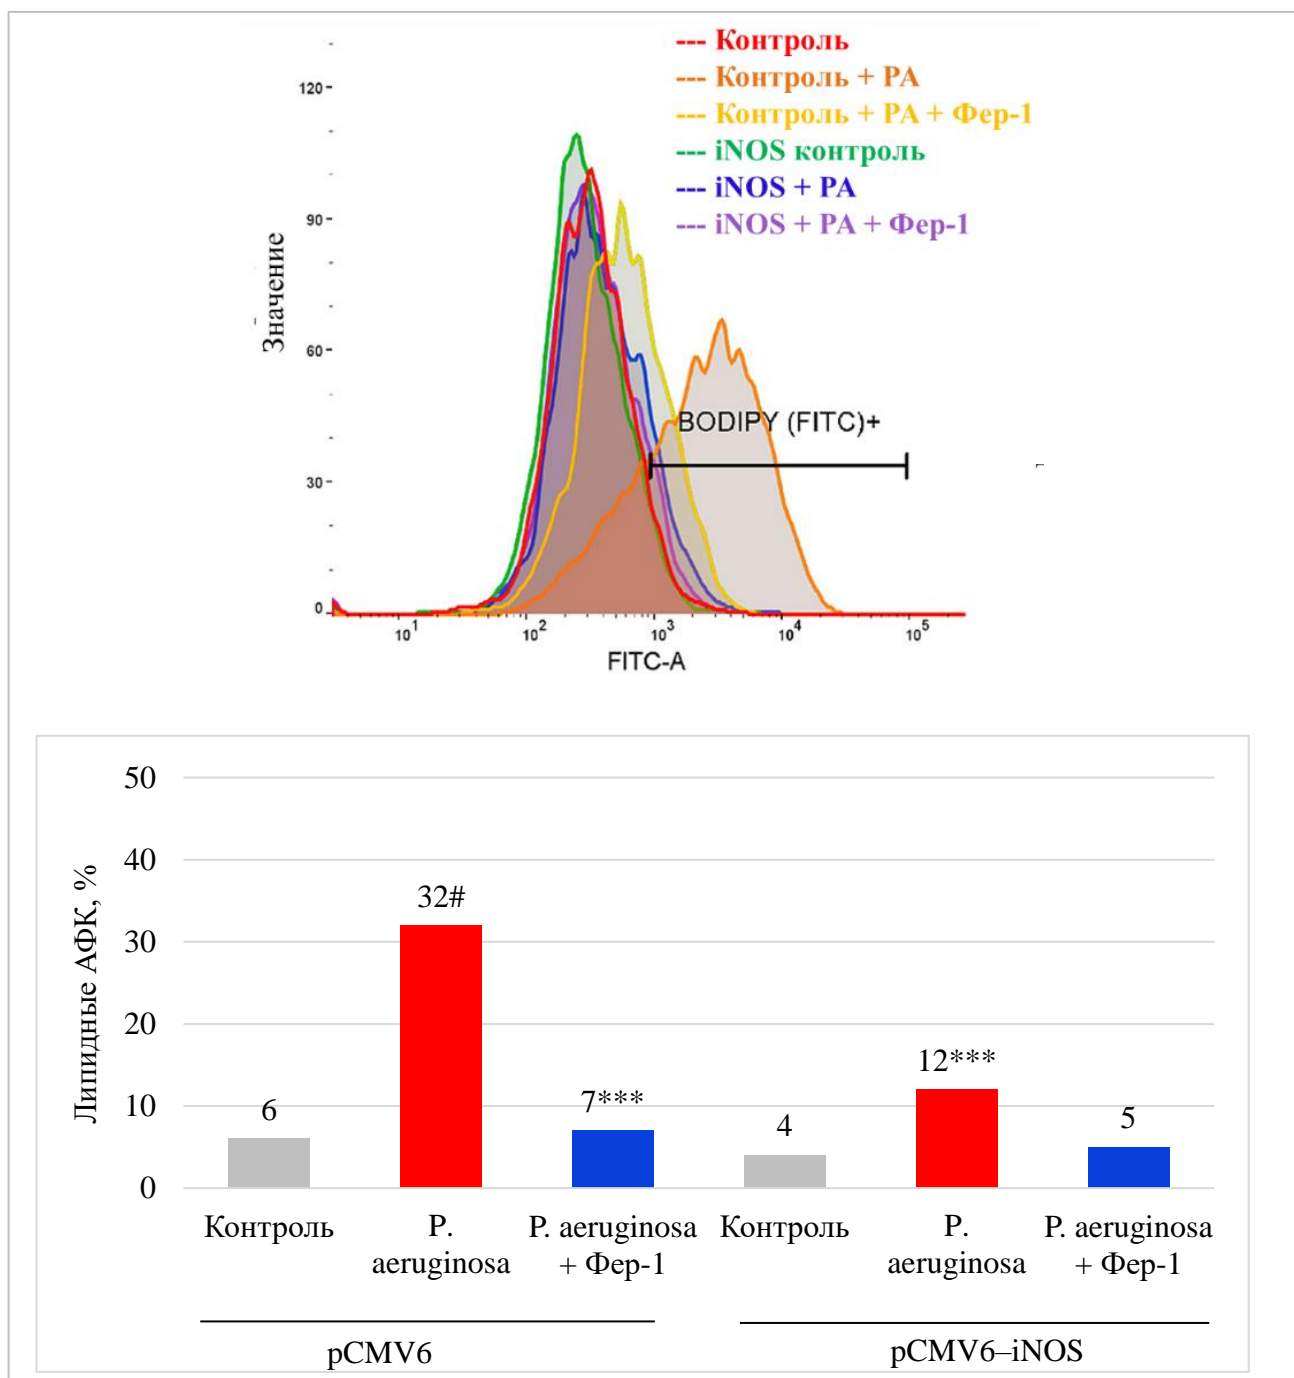 --- Контроль
--- Контроль + PA
--- Контроль + PA + Фер-1
--- iNOS контроль
--- iNOS + PA
--- iNOS + PA + Фер-1
120
90
60
30
0
Значение
BODIPY (FITC)+
10¹
10²
10³
10⁴
10⁵
FITC-A
50
40
30
20
10
0
Липидные АФК, %
6
32#
7***
4
12***
5
Контроль
P.
aeruginosa
P. aeruginosa
+ Фер-1
Контроль
P.
aeruginosa
P. aeruginosa
+ Фер-1
pCMV6
pCMV6–iNOS